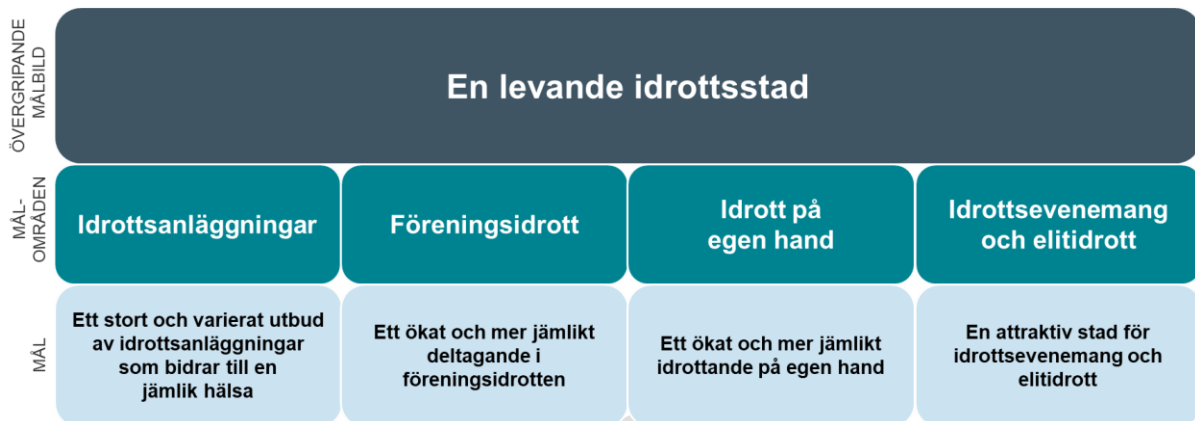 ÖVERGRIPANDE
MÅLBILD
En levande idrottsstad
MÅL-
OMRÅDEN
Idrottsanläggningar
Föreningsidrott
Idrott på
egen hand
Idrottsevenemang
och elitidrott
MÅL
Ett stort och varierat utbud
av idrottsanläggningar
som bidrar till en
jämlik hälsa
Ett ökat och mer jämlikt
deltagande i
föreningsidrotten
Ett ökat och mer jämlikt
idrottande på egen hand
En attraktiv stad för
idrottsevenemang och
elitidrott